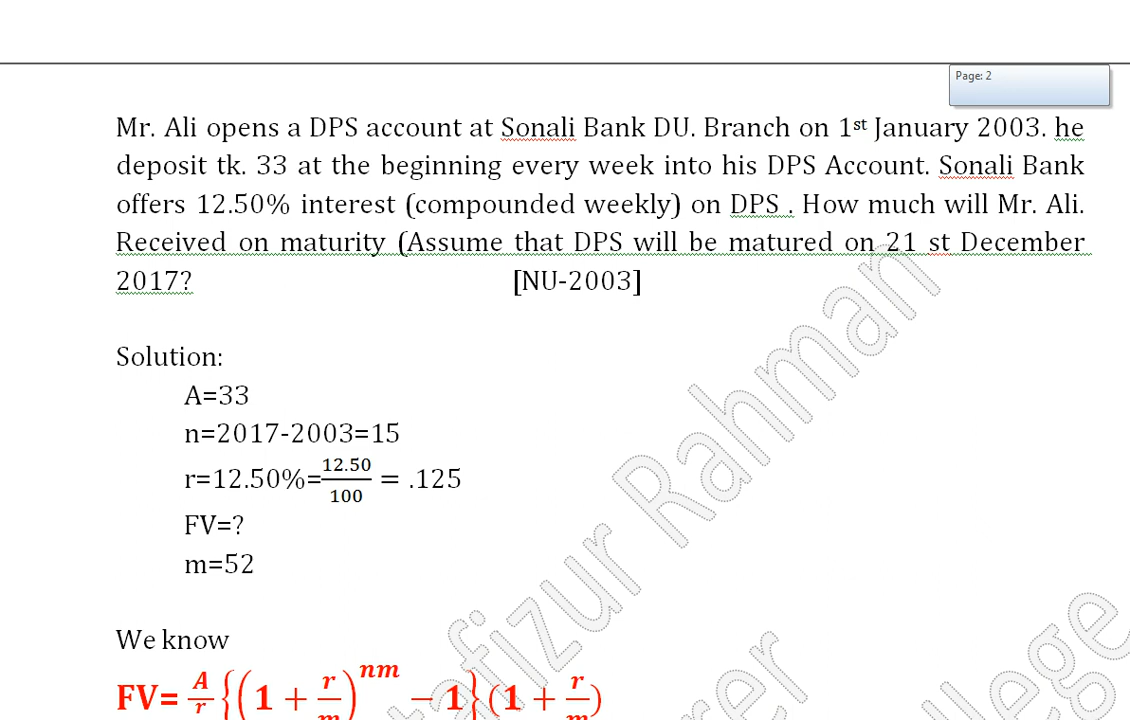 Page: 2
Mr. Ali opens a DPS account at Sonali Bank DU. Branch on 1st January 2003. he
deposit tk. 33 at the beginning every week into his DPS Account. Sonali Bank
offers 12.50% interest (compounded weekly) on DPS . How much will Mr. Ali.
Received on maturity (Assume that DPS will be matured on 21 st December
2017? [NU-2003]
Solution:
A=33
n=2017-2003=15
r=12.50%=12.50/100 = .125
FV=?
m=52
We know
FV= A/r {(1 + r/m)^nm − 1}(1 + r/m)
afizur Rahman